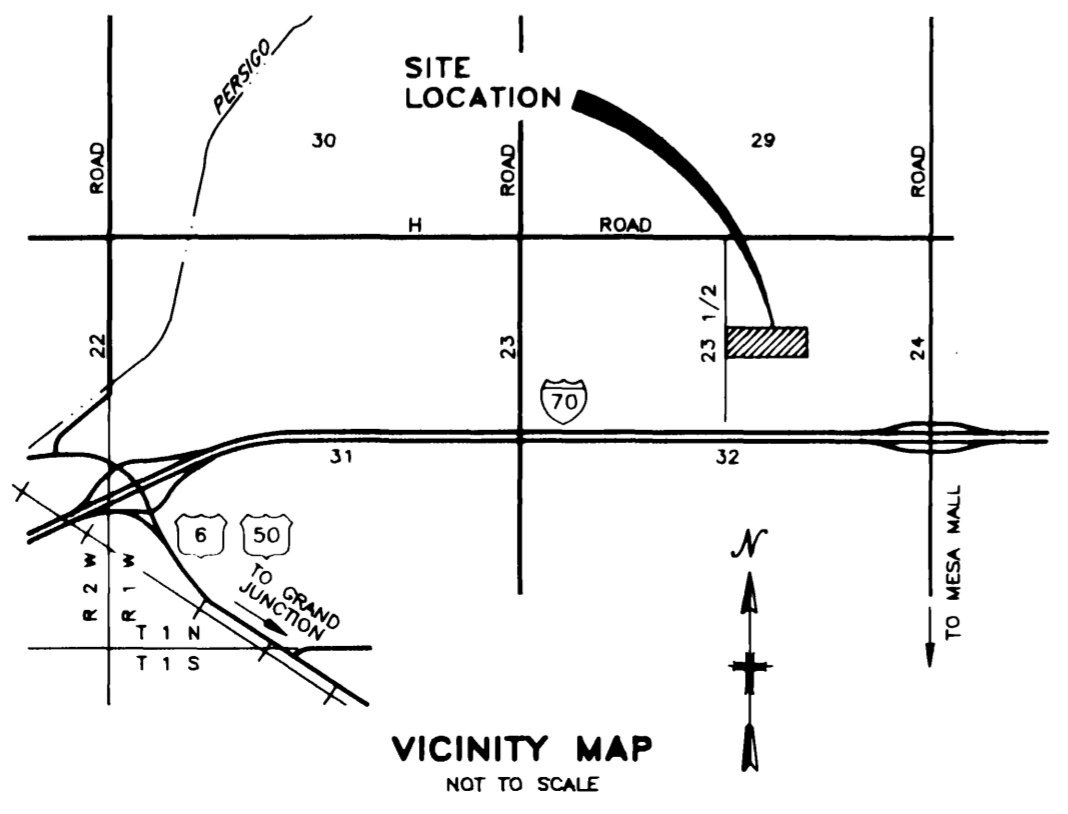 PERSIGO
SITE
LOCATION
30
29
ROAD
ROAD
ROAD
H ROAD
22
23
23 1/2
24
70
31
32
6
50
TO GRAND
JUNCTION
R 2 W
R 1 W
T 1 N
T 1 S
N
TO MESA MALL
VICINITY MAP
NOT TO SCALE